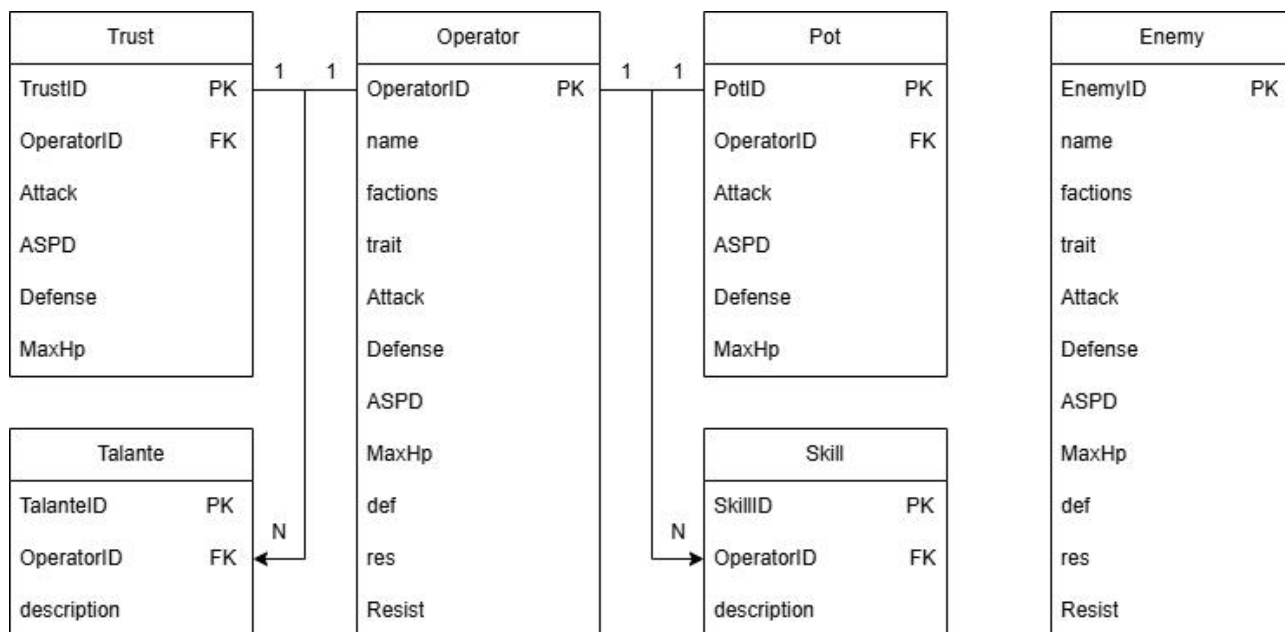 Trust
TrustID PK
OperatorID FK
Attack
ASPD
Defense
MaxHp
1 1
Operator
OperatorID PK
name
factions
trait
Attack
Defense
ASPD
MaxHp
def
res
Resist
1 1
Pot
PotID PK
OperatorID FK
Attack
ASPD
Defense
MaxHp
Enemy
EnemyID PK
name
factions
trait
Attack
Defense
ASPD
MaxHp
def
res
Resist
Talante
TalanteID PK
OperatorID FK
description
N
Skill
SkillID PK
OperatorID FK
description
N